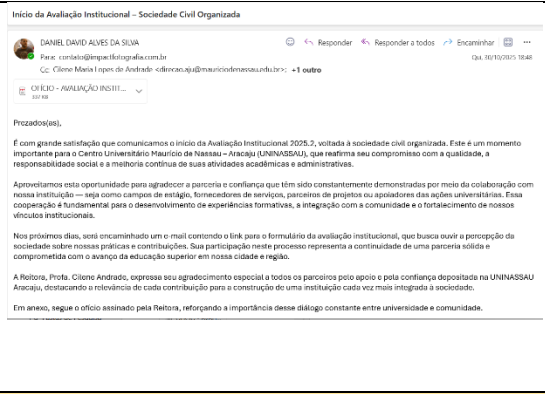 Início da Avaliação Institucional – Sociedade Civil Organizada
DANIEL DAVID ALVES DA SILVA
Responder Responder a todos Encaminhar
Para: contato@impactfotografia.com.br
Qui, 30/10/2025 18:48
Cc: Cilene Maria Lopes de Andrade <direcao.aju@mauriciodenassau.edu.br>; +1 outro
OFÍCIO - AVALIAÇÃO INSTIT...
Prezados(as),
É com grande satisfação que comunicamos o início da Avaliação Institucional 2025.2, voltada à sociedade civil organizada. Este é um momento
importante para o Centro Universitário Maurício de Nassau – Aracaju (UNINASSAU), que reafirma seu compromisso com a qualidade, a
responsabilidade social e a melhoria contínua de suas atividades acadêmicas e administrativas.
Aproveitamos esta oportunidade para agradecer a parceria e confiança que têm sido constantemente demonstradas por meio da colaboração com
nossa instituição — seja como campos de estágio, fornecedores de serviços, parceiros de projetos ou apoiadores das ações universitárias. Essa
cooperação é fundamental para o desenvolvimento de experiências formativas, a integração com a comunidade e o fortalecimento de nossos
vínculos institucionais.
Nos próximos dias, será encaminhado um e-mail contendo o link para o formulário da avaliação institucional, que busca ouvir a percepção da
sociedade sobre nossas práticas e contribuições. Sua participação neste processo representa a continuidade de uma parceria sólida e
comprometida com o avanço da educação superior em nossa cidade e região.
A Reitora, Profa. Cilene Andrade, expressa seu agradecimento especial a todos os parceiros pelo apoio e pela confiança depositada na UNINASSAU
Aracaju, destacando a relevância de cada contribuição para a construção de uma instituição cada vez mais integrada à sociedade.
Em anexo, segue o ofício assinado pela Reitora, reforçando a importância desse diálogo constante entre universidade e comunidade.